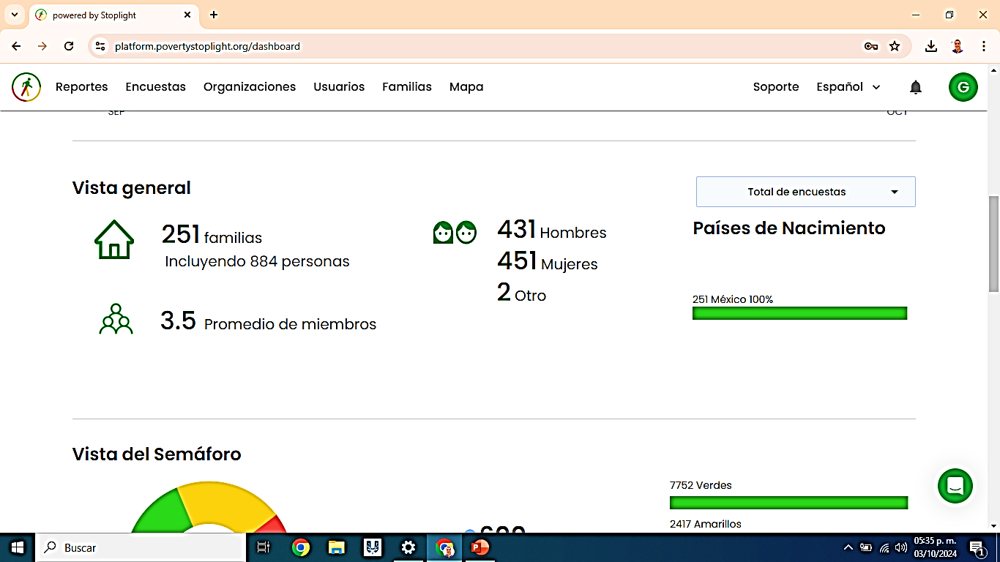 powered by Stoplight
platform.povertystoplight.org/dashboard
Reportes Encuestas Organizaciones Usuarios Familias Mapa Soporte Español G
SEP OCT
Vista general
Total de encuestas
251 familias
Incluyendo 884 personas
3.5 Promedio de miembros
431 Hombres
451 Mujeres
2 Otro
Países de Nacimiento
251 México 100%
Vista del Semáforo
7752 Verdes
2417 Amarillos
Buscar
05:35 p. m.
03/10/2024
1